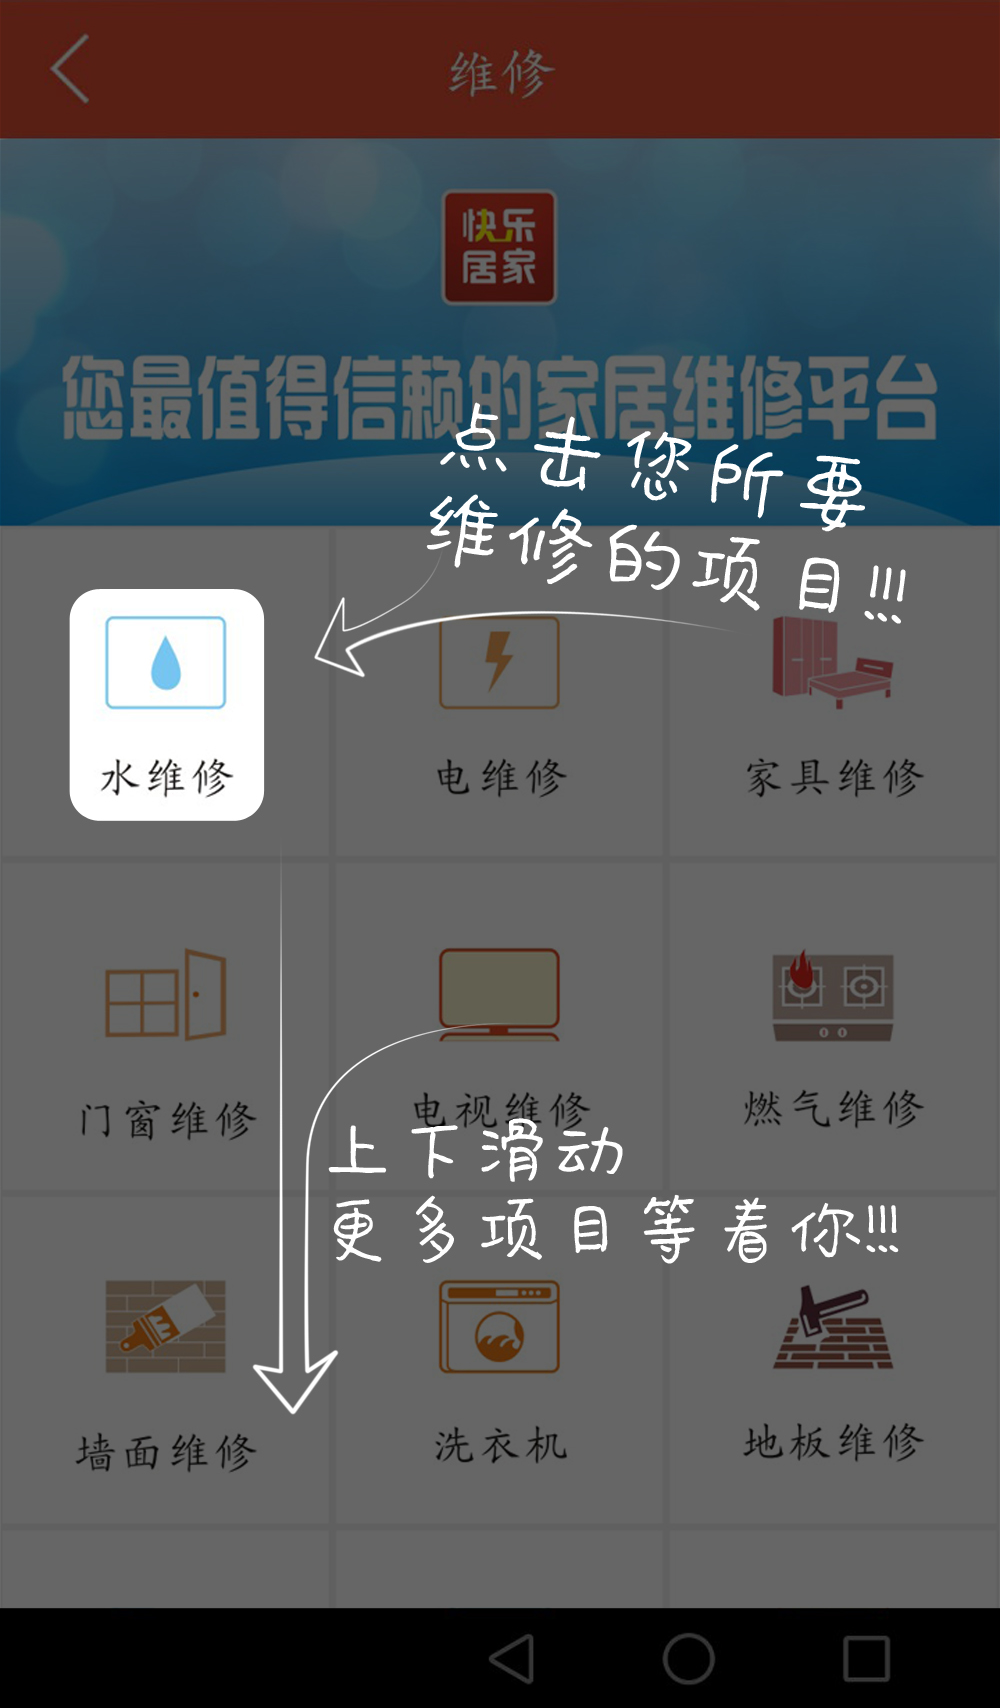 维修
快乐
居家
您最值得信赖的家居维修平台
点击您所要
维修的项目!!!
水维修
电维修
家具维修
门窗维修
电视维修
燃气维修
上下滑动
更多项目等着你!!!
墙面维修
洗衣机
地板维修